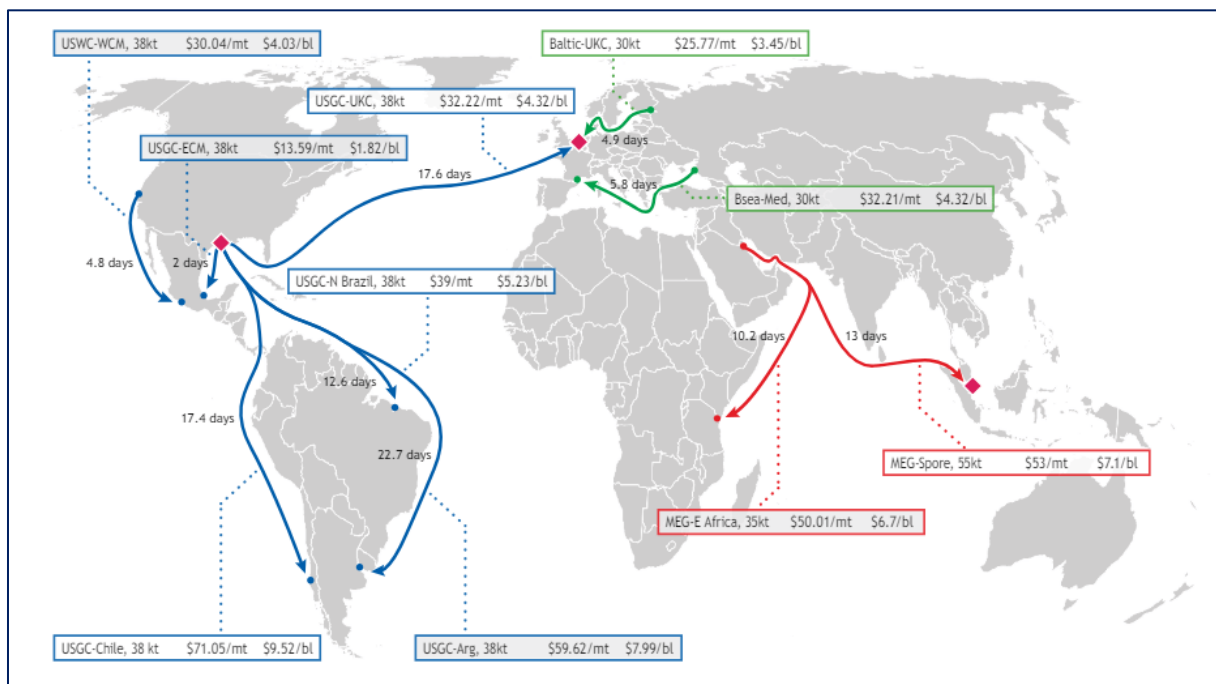 USWC-WCM, 38kt $30.04/mt $4.03/bl
Baltic-UKC, 30kt $25.77/mt $3.45/bl
USGC-UKC, 38kt $32.22/mt $4.32/bl
4.9 days
USGC-ECM, 38kt $13.59/mt $1.82/bl
17.6 days
5.8 days
Bsea-Med, 30kt $32.21/mt $4.32/bl
4.8 days
2 days
USGC-N Brazil, 38kt $39/mt $5.23/bl
10.2 days
13 days
12.6 days
17.4 days
22.7 days
MEG-Spore, 55kt $53/mt $7.1/bl
MEG-E Africa, 35kt $50.01/mt $6.7/bl
USGC-Chile, 38 kt $71.05/mt $9.52/bl
USGC-Arg, 38kt $59.62/mt $7.99/bl